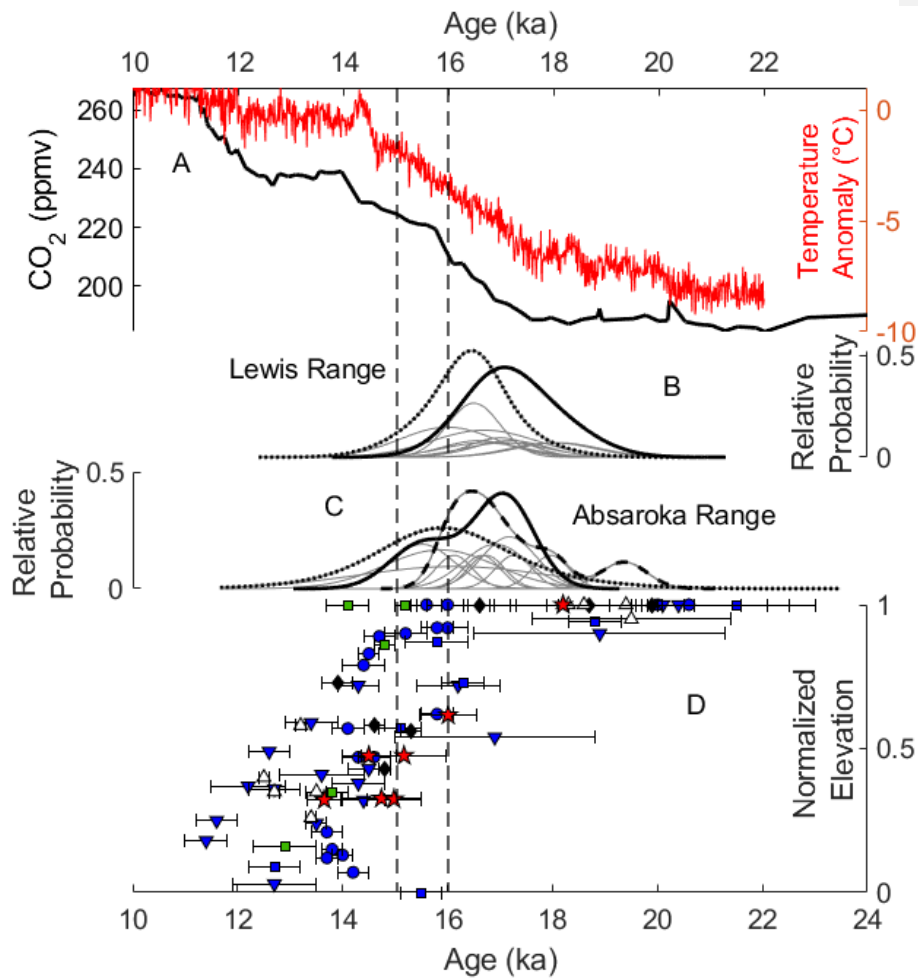 Age (ka)
10 12 14 16 18 20 22
260
240
220
200
CO2 (ppmv)
A
0
-5
-10
Temperature
Anomaly (°C)
Lewis Range
B
0.5
0
Relative
Probability
0.5
0
Relative
Probability
C
Absaroka Range
D
1
0.5
0
Normalized
Elevation
10 12 14 16 18 20 22 24
Age (ka)